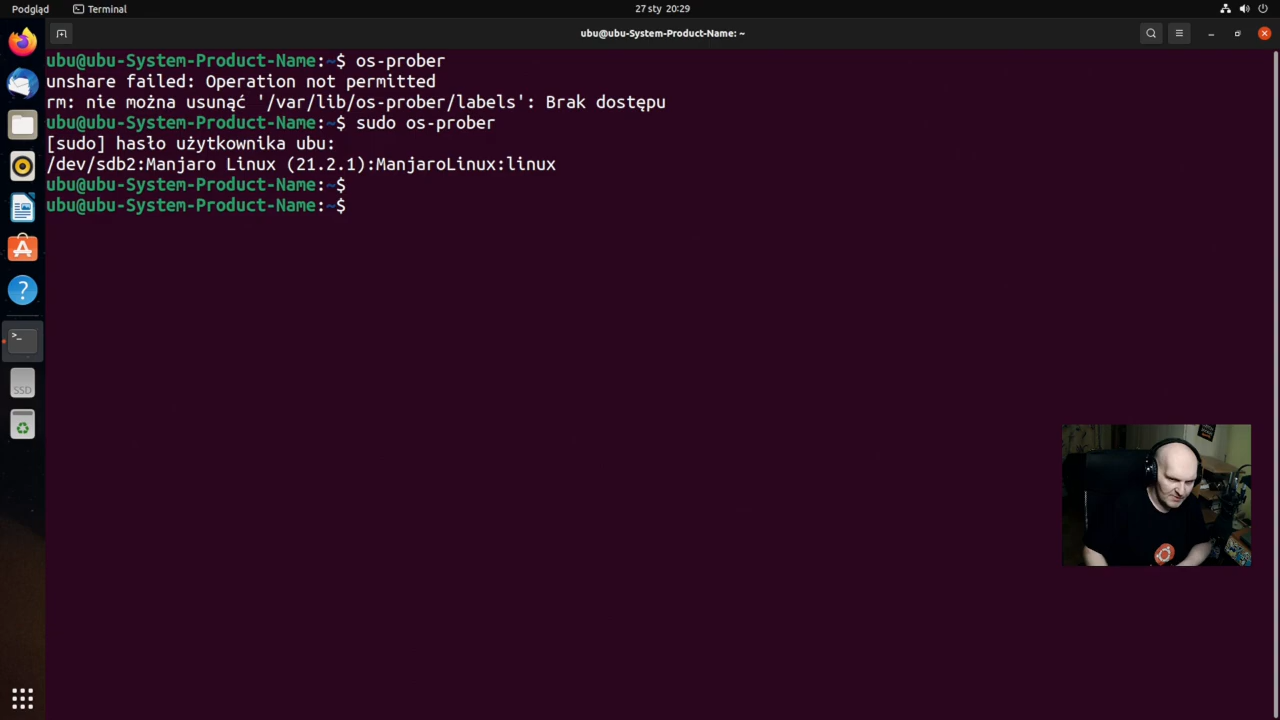 Podgląd
Terminal
27 sty 20:29
ubu@ubu-System-Product-Name: ~
ubu@ubu-System-Product-Name:~$ os-prober
unshare failed: Operation not permitted
rm: nie można usunąć '/var/lib/os-prober/labels': Brak dostępu
ubu@ubu-System-Product-Name:~$ sudo os-prober
[sudo] hasło użytkownika ubu:
/dev/sdb2:Manjaro Linux (21.2.1):ManjaroLinux:linux
ubu@ubu-System-Product-Name:~$
ubu@ubu-System-Product-Name:~$
SSD